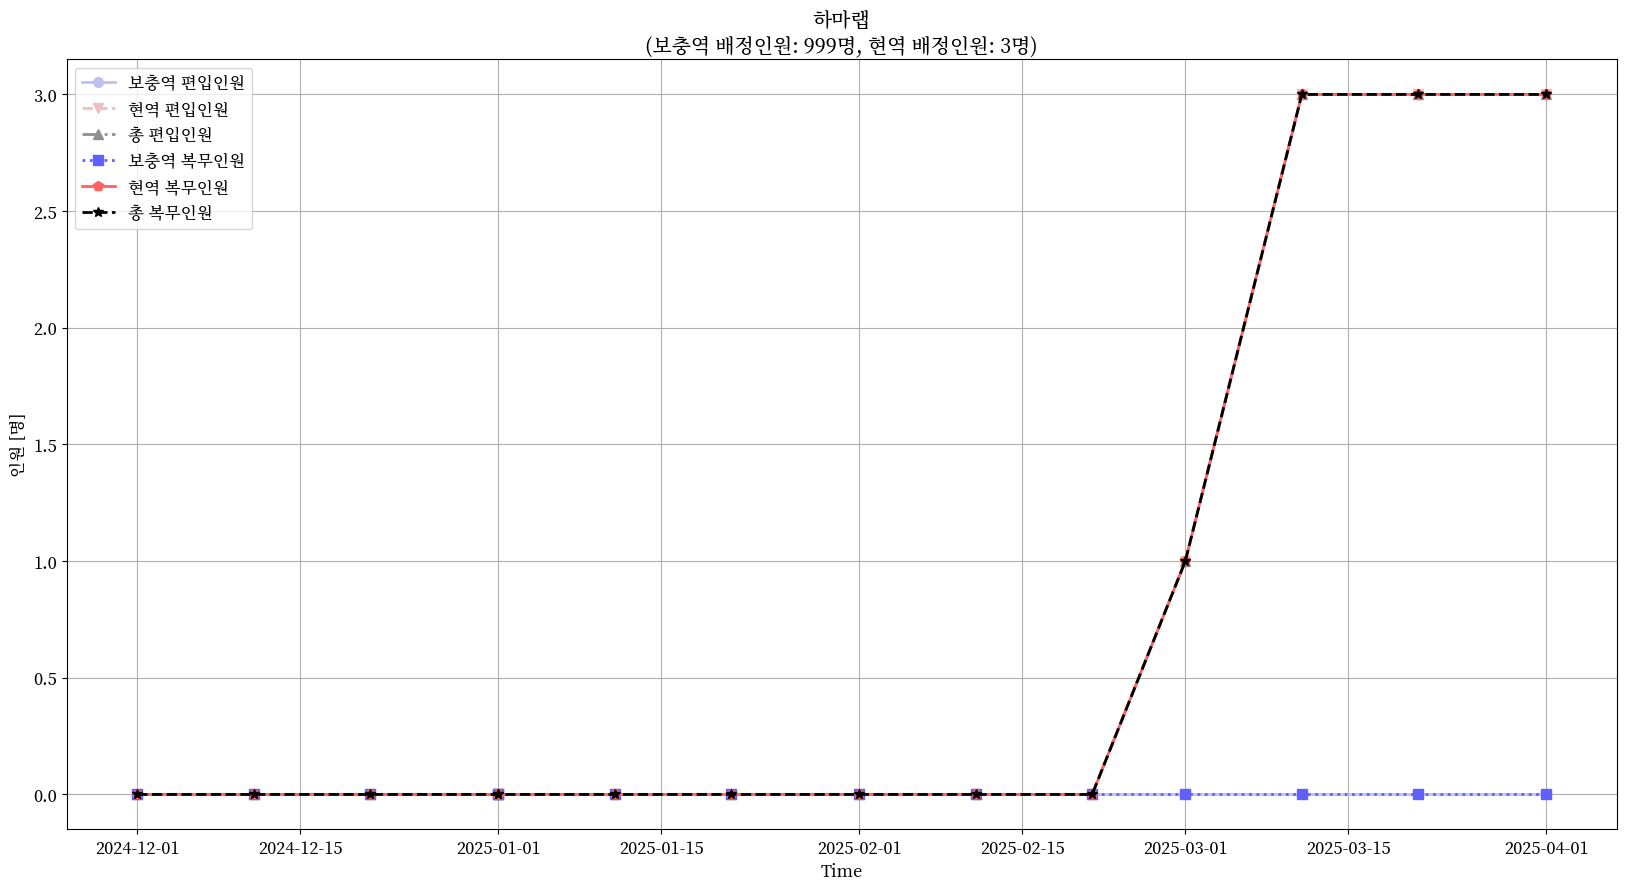 하마랩
(보충역 배정인원: 999명, 현역 배정인원: 3명)
보충역 편입인원
현역 편입인원
총 편입인원
보충역 복무인원
현역 복무인원
총 복무인원
인원 [명]
3.0
2.5
2.0
1.5
1.0
0.5
0.0
2024-12-01
2024-12-15
2025-01-01
2025-01-15
2025-02-01
2025-02-15
2025-03-01
2025-03-15
2025-04-01
Time